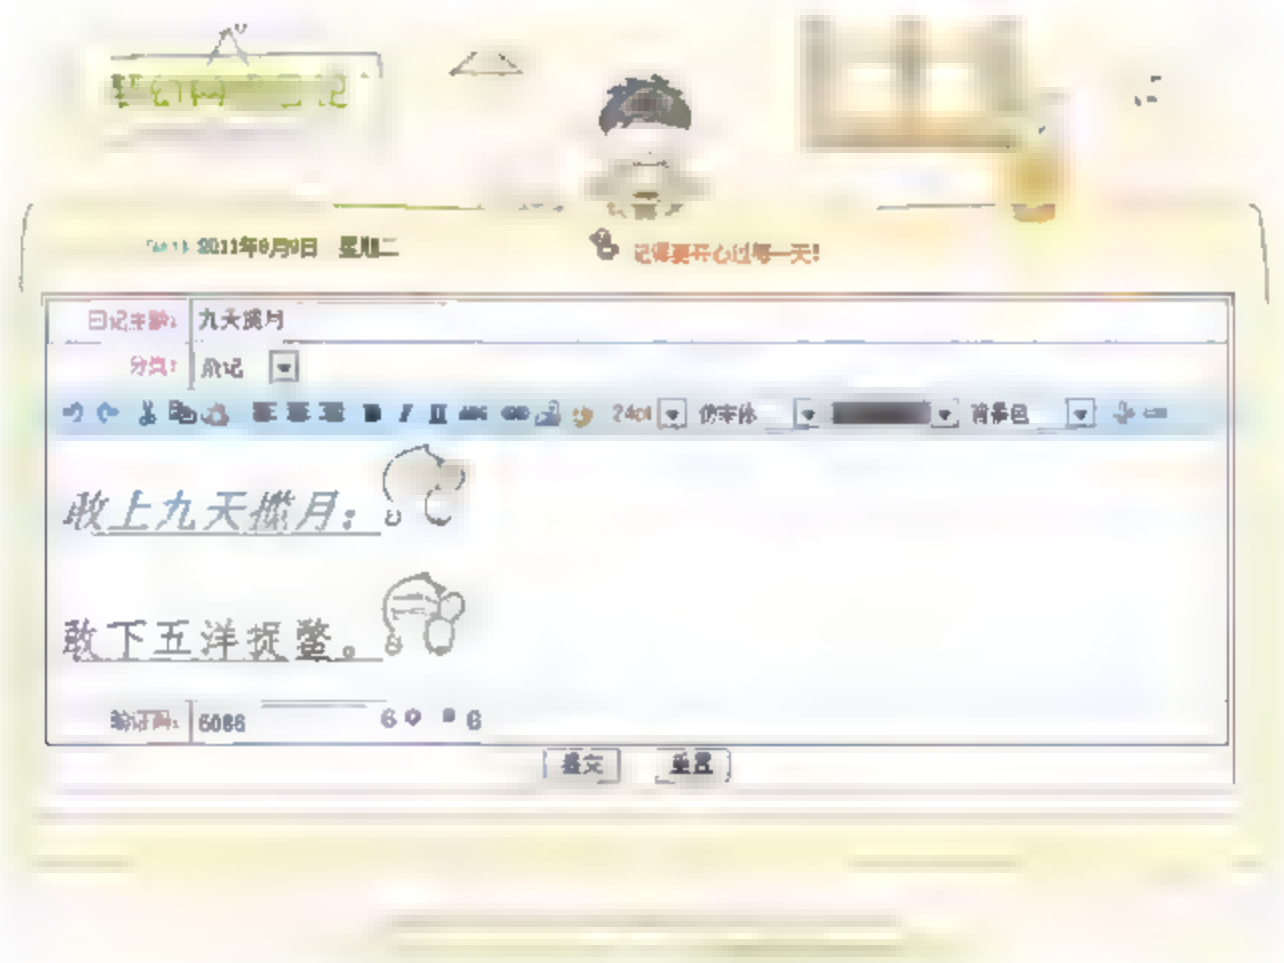 2011年8月9日 星期二
记得要开心过每一天!
日记主题: 九天揽月
分类: 日记
24pt 仿宋体 背景色
敢上九天揽月;
敢下五洋捉鳖。
验证码: 6086
提交 重置